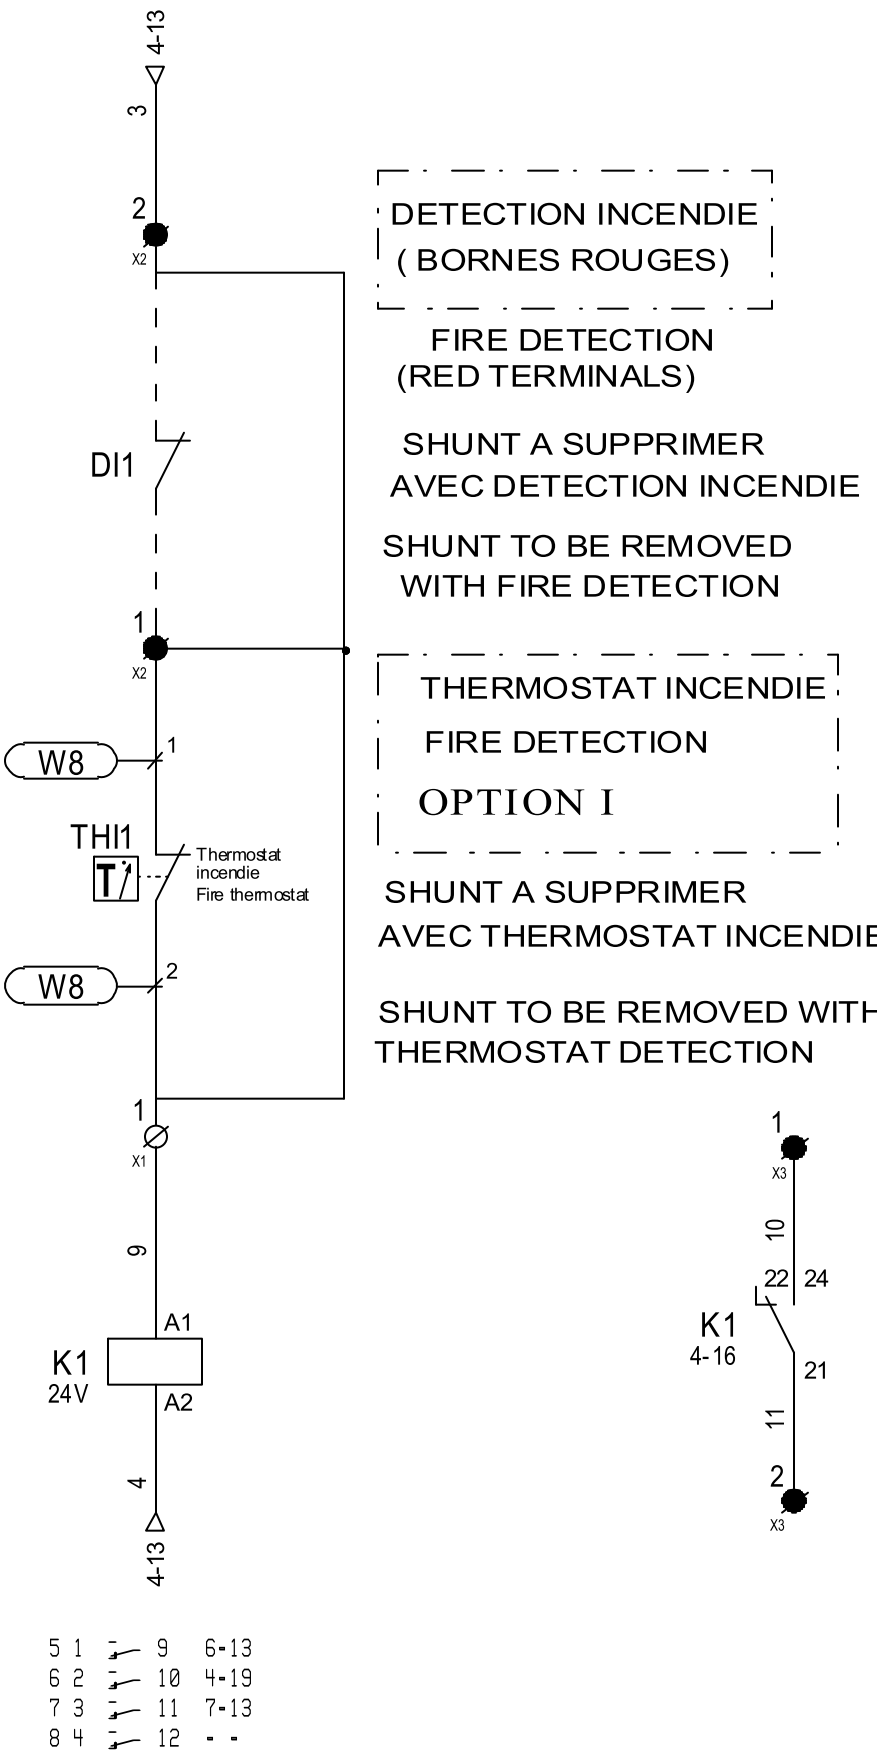 4-13
3
2
X2
DETECTION INCENDIE
( BORNES ROUGES)
FIRE DETECTION
(RED TERMINALS)
SHUNT A SUPPRIMER
AVEC DETECTION INCENDIE
DI1
SHUNT TO BE REMOVED
WITH FIRE DETECTION
1
X2
THERMOSTAT INCENDIE
FIRE DETECTION
OPTION I
W8
1
THI1
T
Thermostat
incendie
Fire thermostat
SHUNT A SUPPRIMER
AVEC THERMOSTAT INCENDIE
W8
2
SHUNT TO BE REMOVED WITH
THERMOSTAT DETECTION
1
X1
9
A1
K1
24V
A2
4
4-13
1
X3
10
22 24
K1
4-16
21
11
2
X3
5 1 9 6-13
6 2 10 4-19
7 3 11 7-13
8 4 12 - -